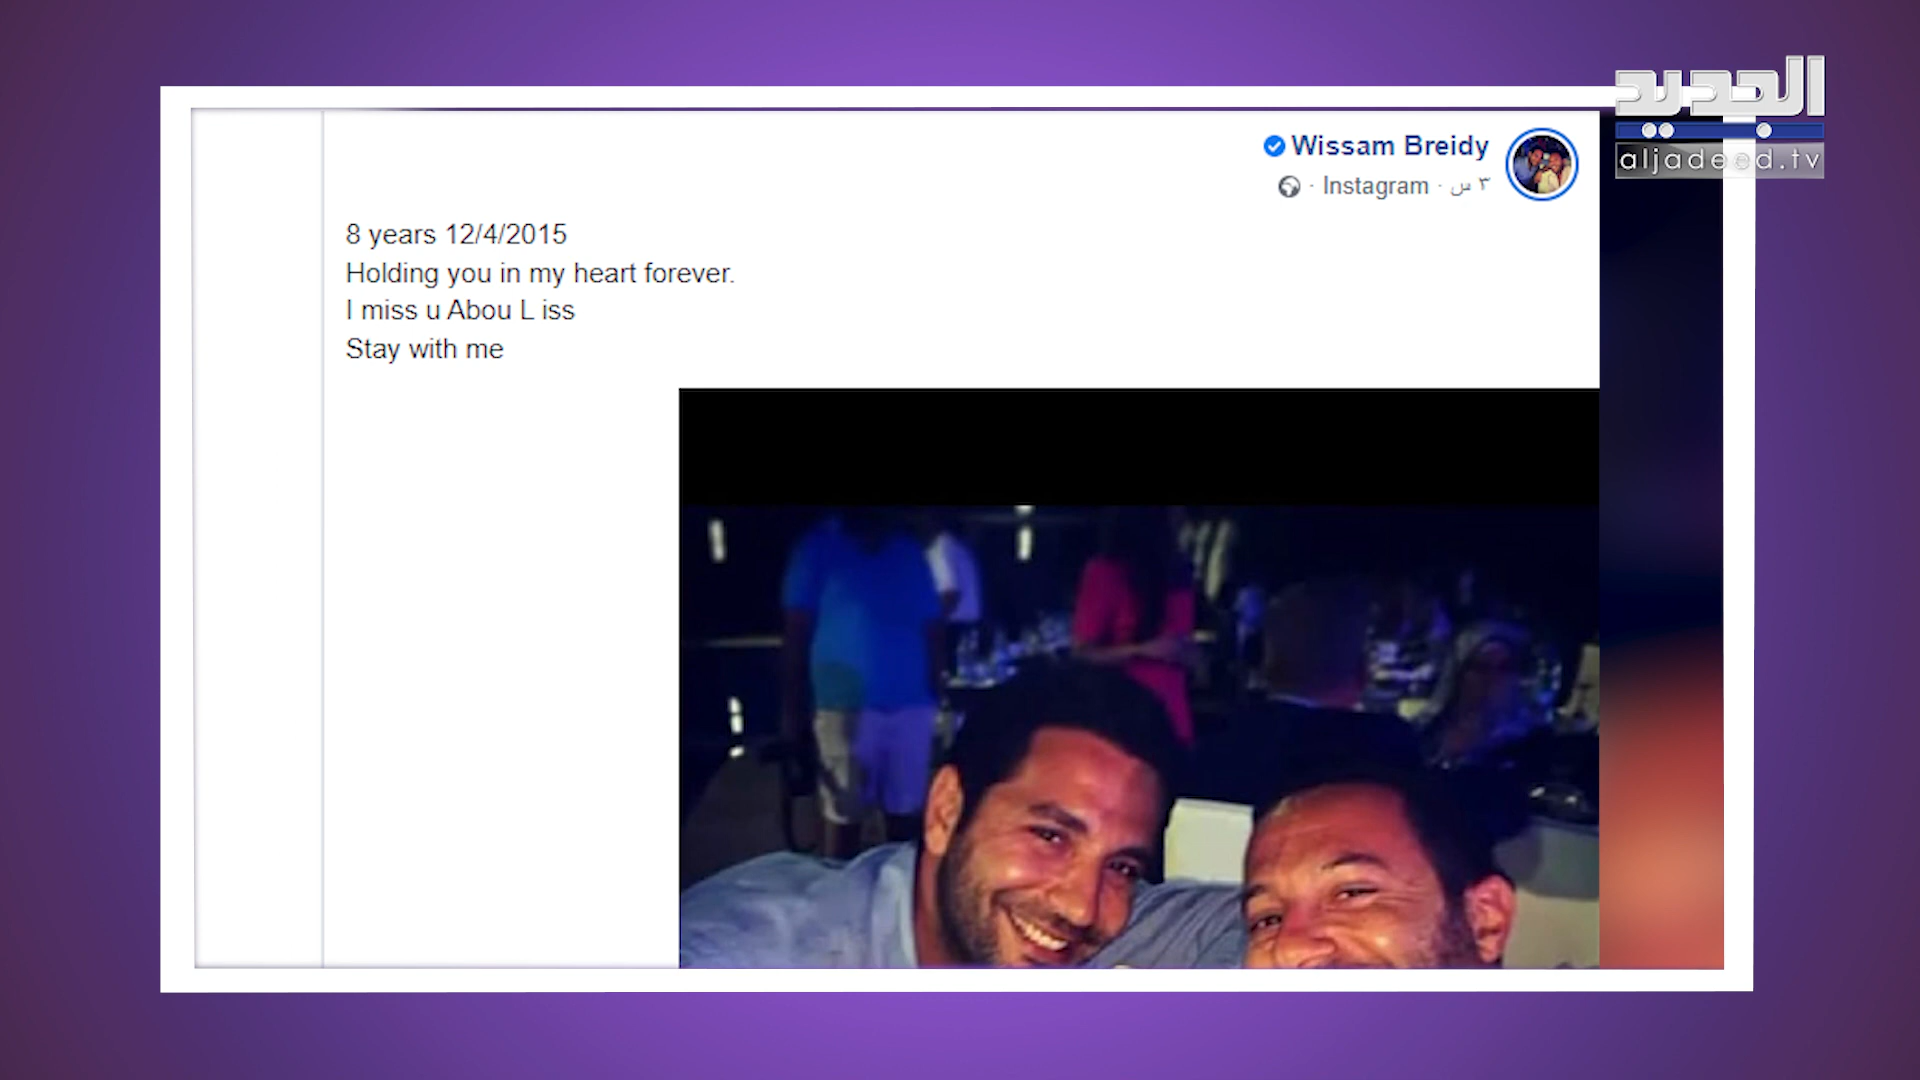 الجديد
aljadeed.tv
Wissam Breidy
٣ س · Instagram ·
8 years 12/4/2015
Holding you in my heart forever.
I miss u Abou L iss
Stay with me